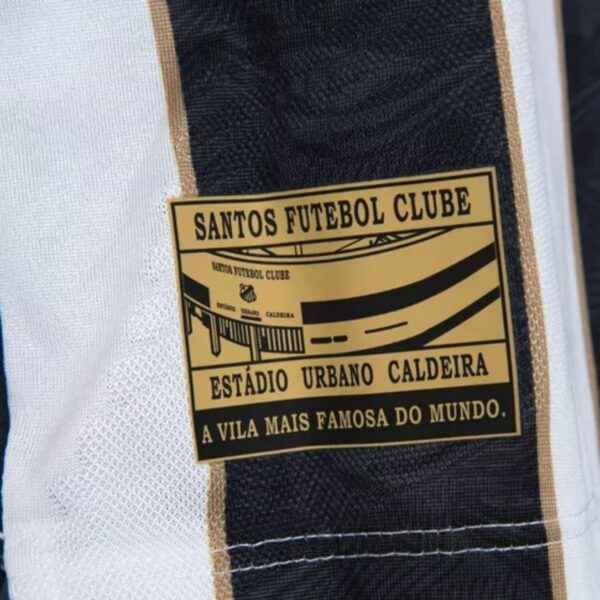 SANTOS FUTEBOL CLUBE
SANTOS FUTEBOL CLUBE
ESTÁDIO URBANO CALDEIRA
ESTÁDIO URBANO CALDEIRA
A VILA MAIS FAMOSA DO MUNDO.